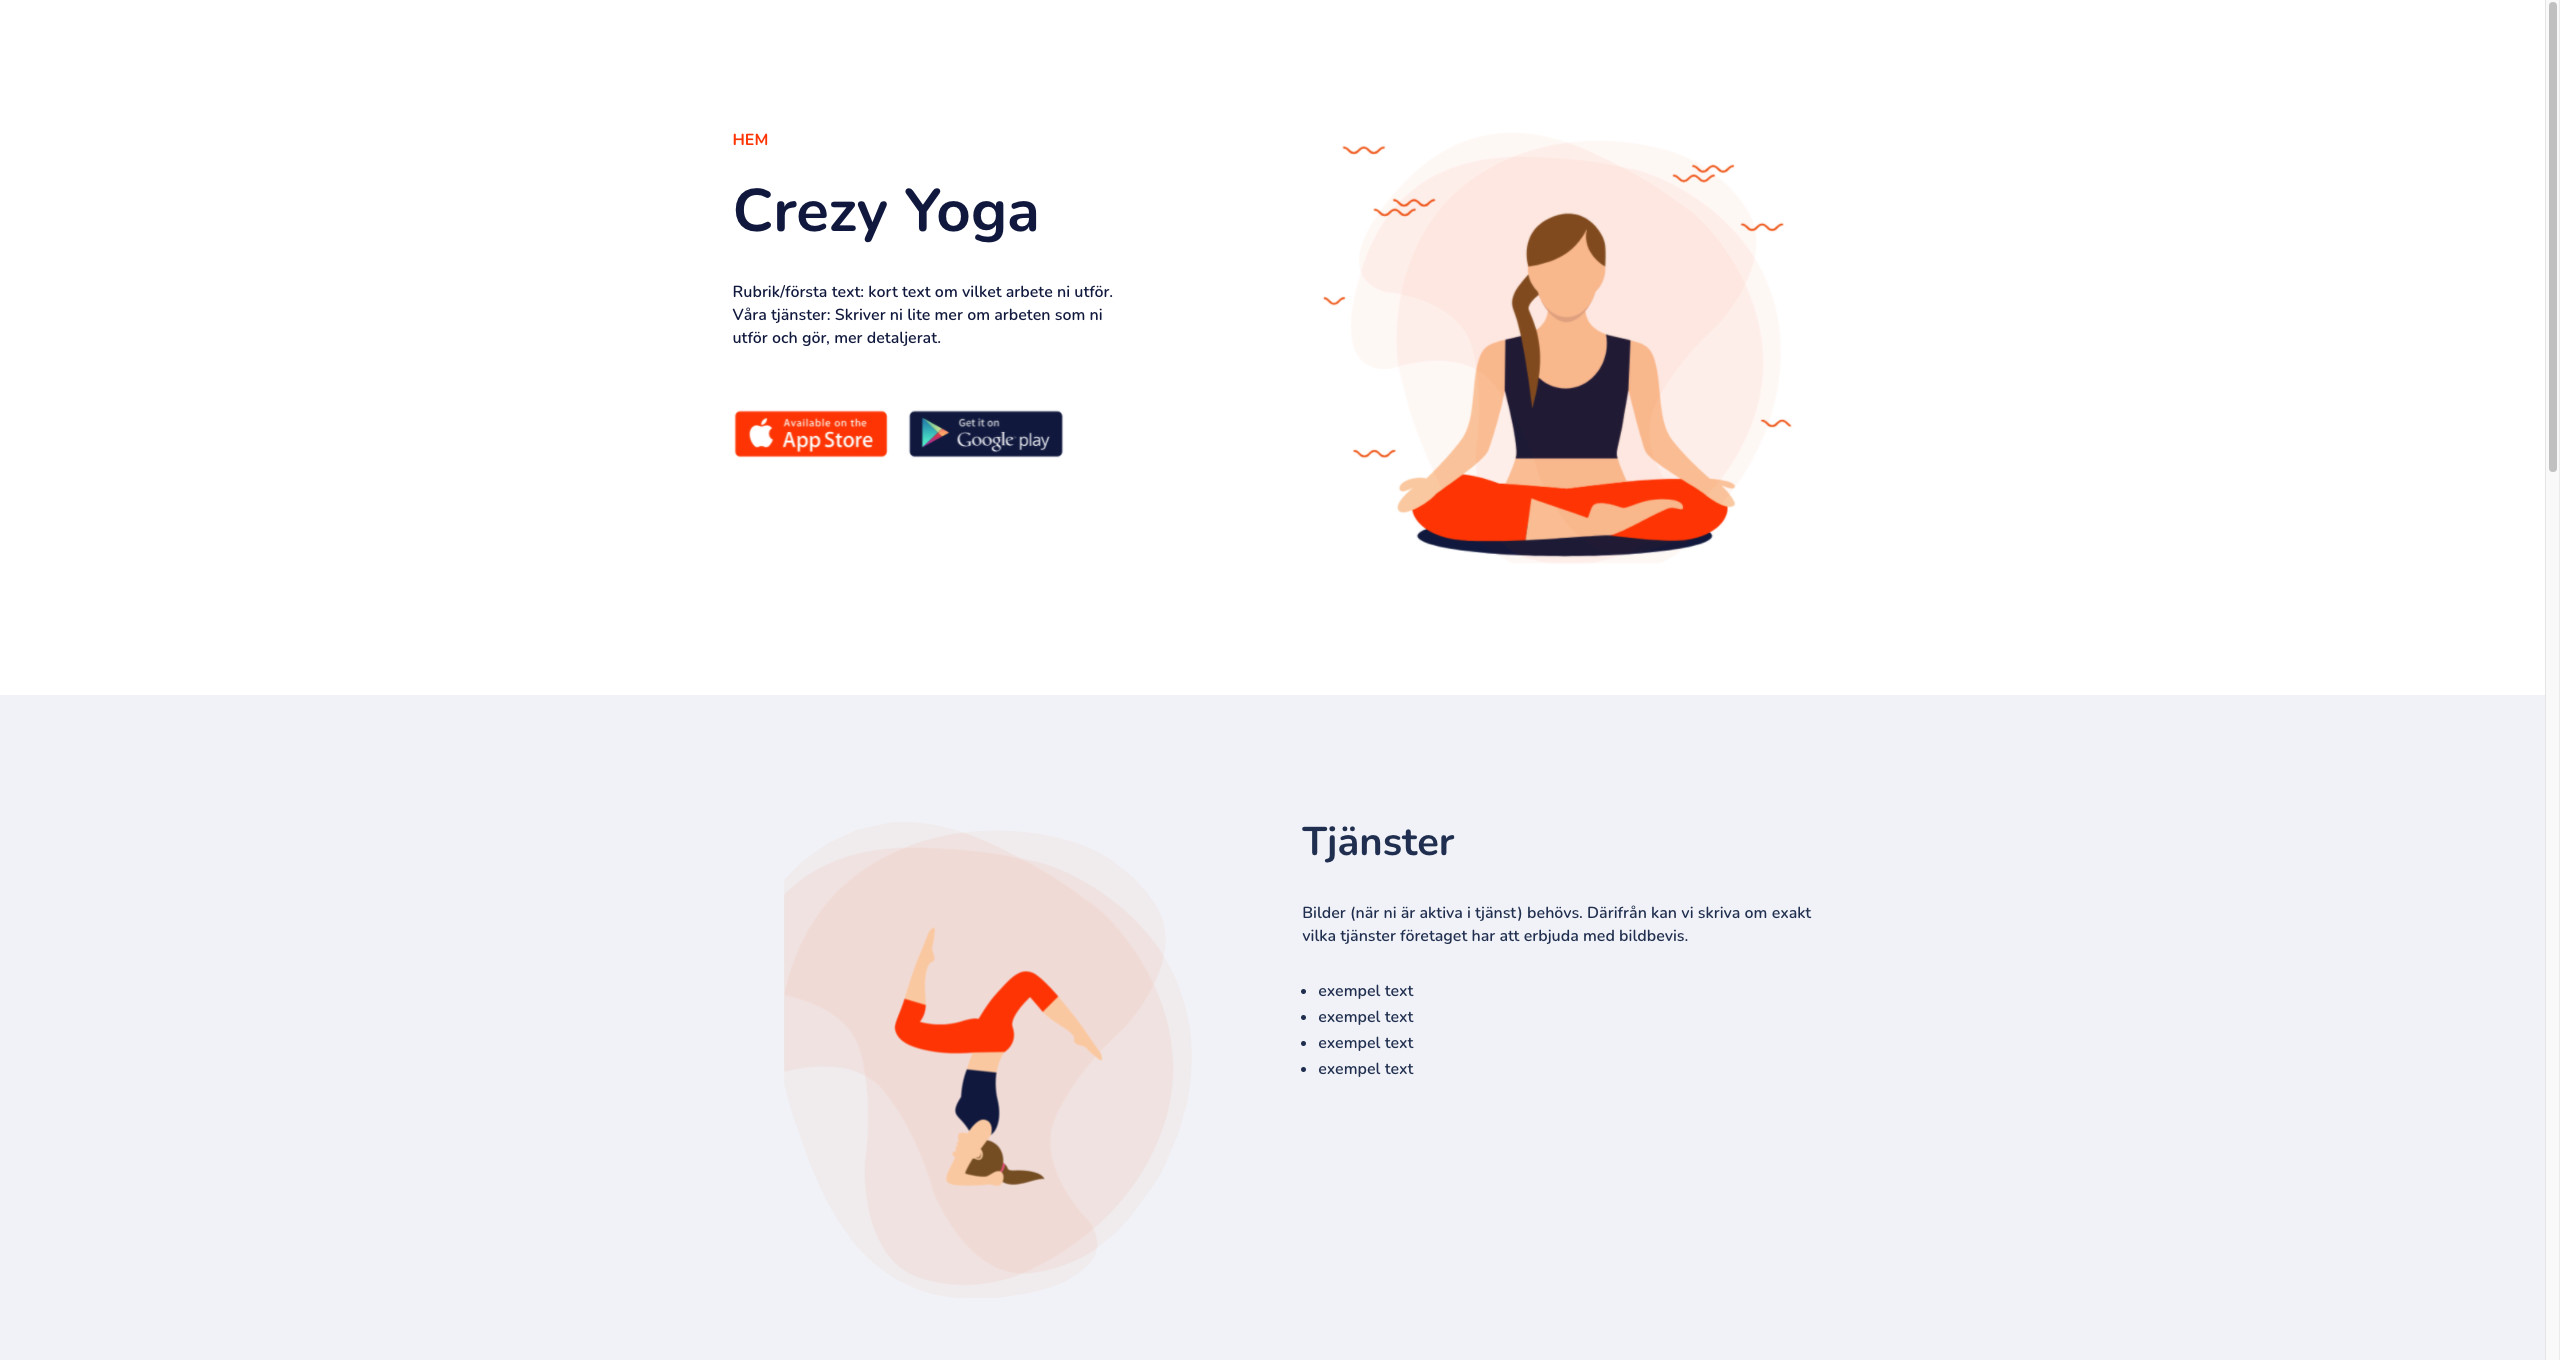 HEM
Crezy Yoga
Rubrik/första text: kort text om vilket arbete ni utför.
Våra tjänster: Skriver ni lite mer om arbeten som ni
utför och gör, mer detaljerat.
Available on the
App Store
Get it on
Google play
Tjänster
Bilder (när ni är aktiva i tjänst) behövs. Därifrån kan vi skriva om exakt
vilka tjänster företaget har att erbjuda med bildbevis.
• exempel text
• exempel text
• exempel text
• exempel text